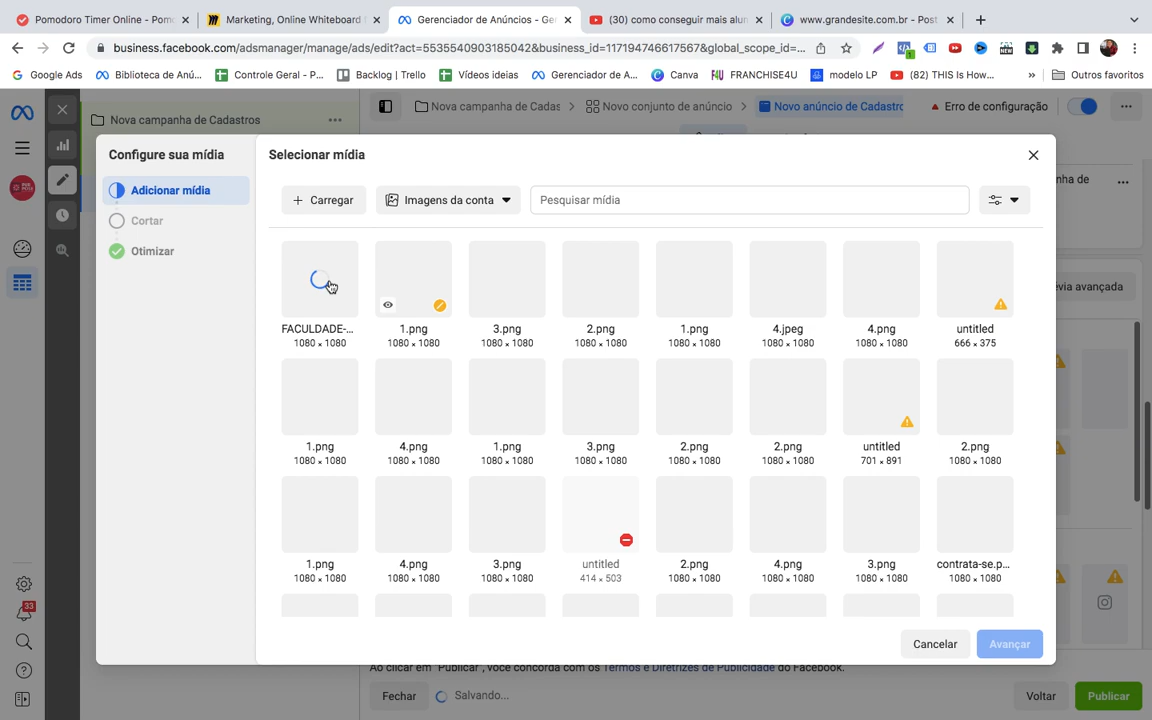 Pomodoro Timer Online - Pomo
Marketing, Online Whiteboard
Gerenciador de Anúncios - Ge
(30) como conseguir mais alun
www.grandesite.com.br - Post
business.facebook.com/adsmanager/manage/ads/edit?act=5535540903185042&business_id=117194746617567&global_scope_id=...
Google Ads
Biblioteca de Anú...
Controle Geral - P...
Backlog | Trello
Vídeos ideias
Gerenciador de A...
Canva
FRANCHISE4U
modelo LP
(82) THIS Is How...
Outros favoritos
Nova campanha de Cadastros
Nova campanha de Cadas
Novo conjunto de anúncio
Novo anúncio de Cadastro
Erro de configuração
Configure sua mídia
Adicionar mídia
Cortar
Otimizar
Selecionar mídia
Carregar
Imagens da conta
Pesquisar mídia
nha de
évia avançada
FACULDADE-... 1.png 3.png 2.png 1.png 4.jpeg 4.png untitled
1080 × 1080 1080 × 1080 1080 × 1080 1080 × 1080 1080 × 1080 1080 × 1080 1080 × 1080 666 × 375
1.png 4.png 1.png 3.png 2.png 2.png untitled 2.png
1080 × 1080 1080 × 1080 1080 × 1080 1080 × 1080 1080 × 1080 1080 × 1080 701 × 891 1080 × 1080
1.png 4.png 3.png untitled 2.png 4.png 3.png contrata-se.p...
1080 × 1080 1080 × 1080 1080 × 1080 414 × 503 1080 × 1080 1080 × 1080 1080 × 1080 1080 × 1080
33
Cancelar
Avançar
Ao clicar em "Publicar", você concorda com os Termos e Diretrizes de Publicidade do Facebook.
Fechar
Salvando...
Voltar
Publicar